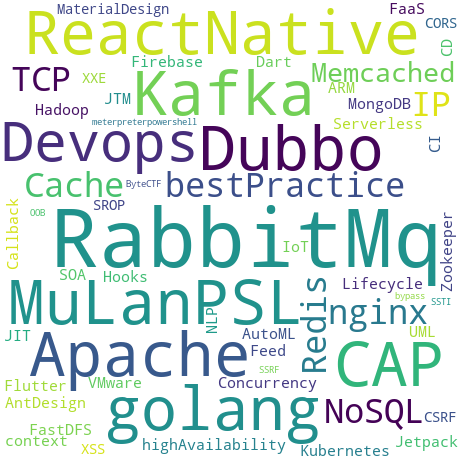 MaterialDesign
FaaS
ReactNative
CORS
CD
TCP
XXE
Firebase
Dart
Memcached
JTM
Kafka
ARM
Hadoop
MongoDB
IP
meterpreterpowershell
Serverless
Devops
Dubbo
CI
Cache
ByteCTF
bestPractice
SROP
OOB
Callback
RabbitMq
Zookeeper
IoT
SOA
Hooks
Lifecycle
bypass
MuLanPSL
NLP
Redis
nginx
SSTI
JIT
AutoML
UML
Apache
Feed
CAP
SSRF
Flutter
VMware
Concurrency
AntDesign
golang
NoSQL
CSRF
FastDFS
context
XSS
highAvailability
Kubernetes
Jetpack